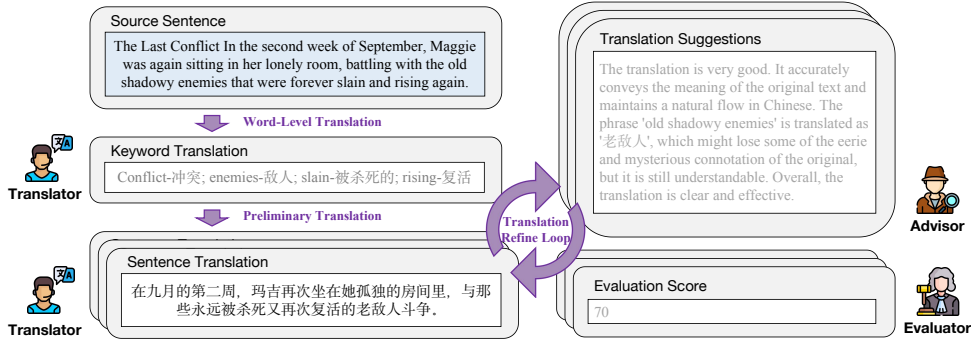 Source Sentence
The Last Conflict In the second week of September, Maggie
was again sitting in her lonely room, battling with the old
shadowy enemies that were forever slain and rising again.
Word-Level Translation
Translator
Keyword Translation
Conflict-冲突; enemies-敌人; slain-被杀死的; rising-复活
Preliminary Translation
Translator
Sentence Translation
在九月的第二周，玛吉再次坐在她孤独的房间里，与那
些永远被杀死又再次复活的老敌人斗争。
Translation
Refine Loop
Translation Suggestions
The translation is very good. It accurately
conveys the meaning of the original text and
maintains a natural flow in Chinese. The
phrase 'old shadowy enemies' is translated as
'老敌人', which might lose some of the eerie
and mysterious connotation of the original,
but it is still understandable. Overall, the
translation is clear and effective.
Advisor
Evaluation Score
70
Evaluator